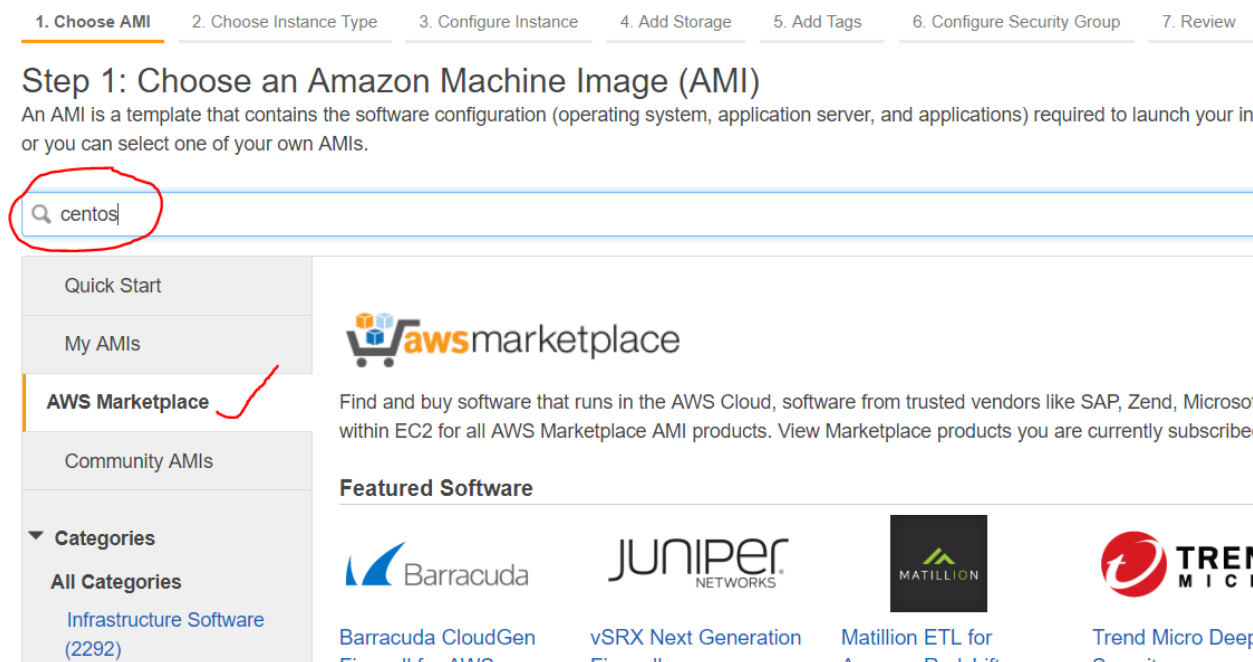 1. Choose AMI 2. Choose Instance Type 3. Configure Instance 4. Add Storage 5. Add Tags 6. Configure Security Group 7. Review
Step 1: Choose an Amazon Machine Image (AMI)
An AMI is a template that contains the software configuration (operating system, application server, and applications) required to launch your in
or you can select one of your own AMIs.
centos
Quick Start
My AMIs
AWS Marketplace
Community AMIs
Categories
All Categories
Infrastructure Software
(2292)
awsmarketplace
Find and buy software that runs in the AWS Cloud, software from trusted vendors like SAP, Zend, Microsof
within EC2 for all AWS Marketplace AMI products. View Marketplace products you are currently subscribe
Featured Software
Barracuda
JUNIPEr
NETWORKS
MATILLION
TREN
MICR
Barracuda CloudGen
vSRX Next Generation
Matillion ETL for
Trend Micro Deep